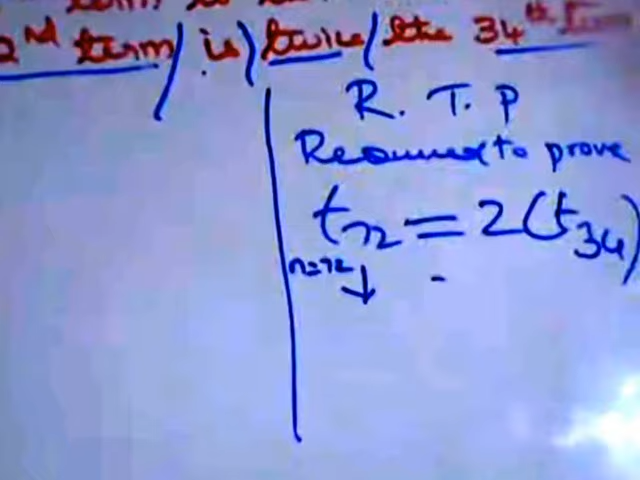 2nd term/ is/ twice/ the 34th term
R. T. P
Required to prove
t72 = 2(t34)
n=72